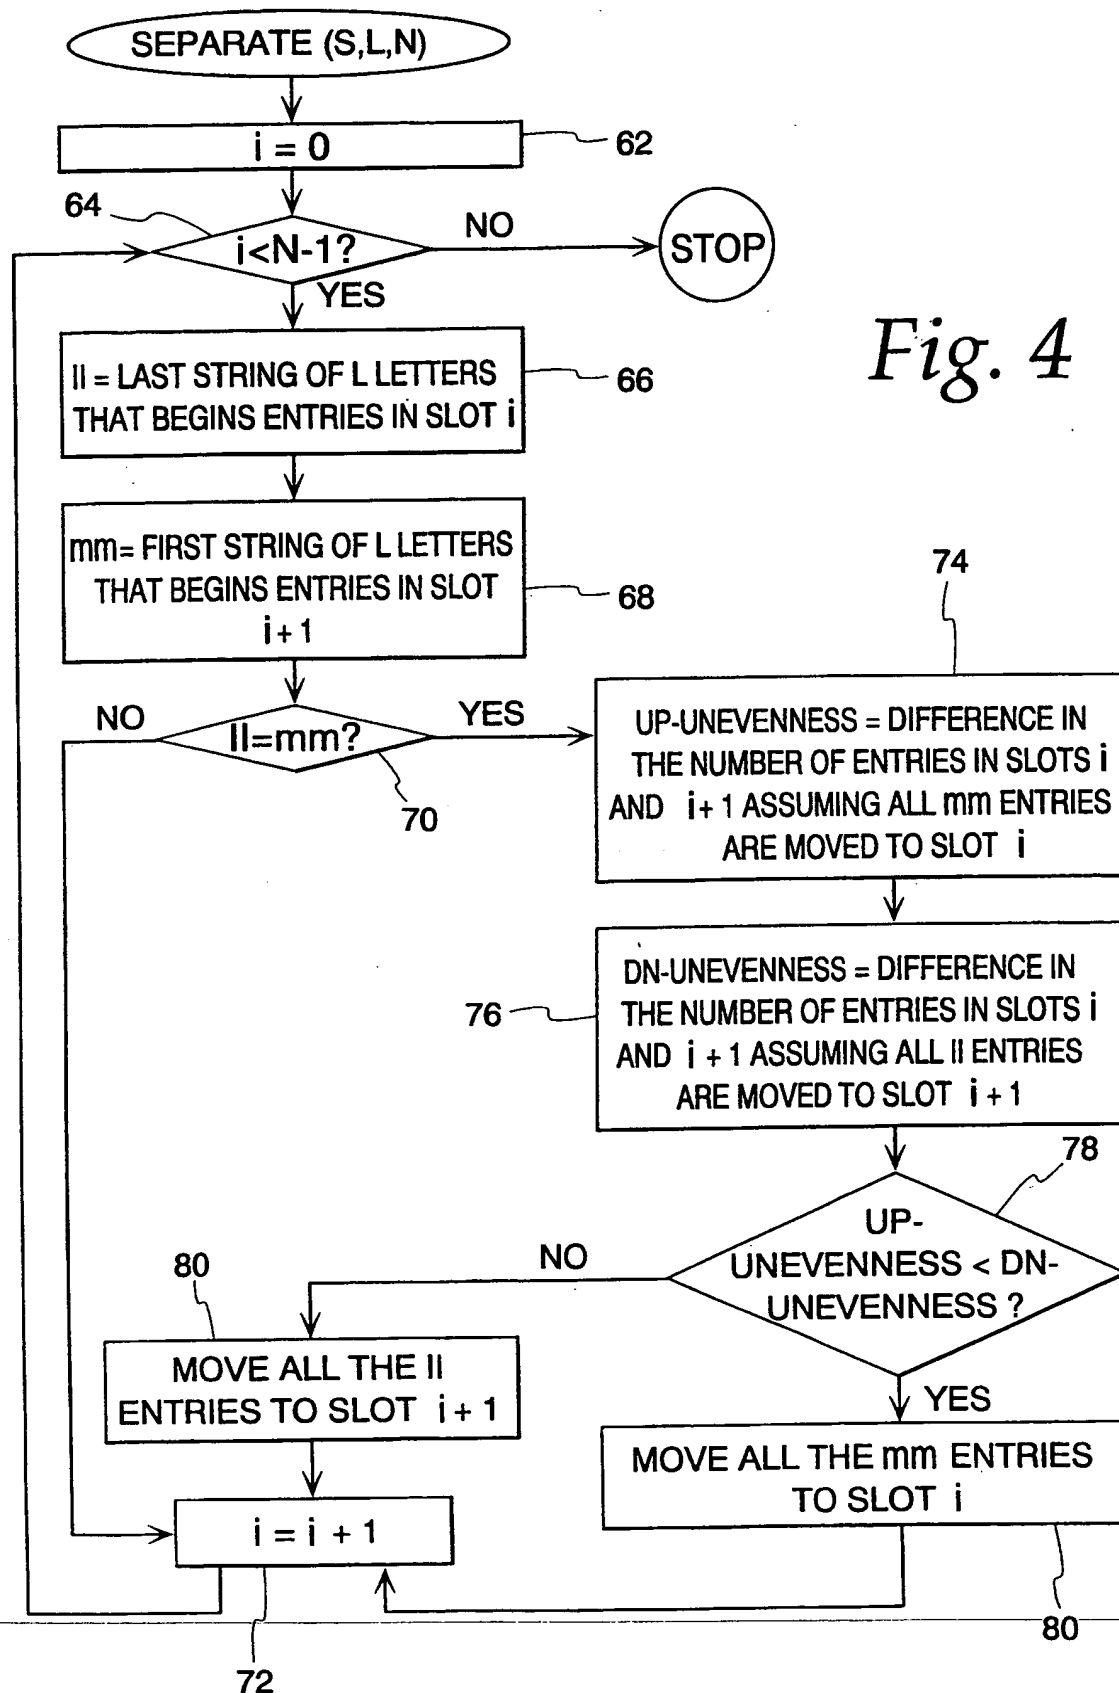 SEPARATE (S,L,N)
i = 0
62
64
i<N-1?
NO
STOP
YES
Fig. 4
ll = LAST STRING OF L LETTERS
THAT BEGINS ENTRIES IN SLOT i
66
mm= FIRST STRING OF L LETTERS
THAT BEGINS ENTRIES IN SLOT
i + 1
68
NO
ll=mm?
YES
70
74
UP-UNEVENNESS = DIFFERENCE IN
THE NUMBER OF ENTRIES IN SLOTS i
AND i + 1 ASSUMING ALL mm ENTRIES
ARE MOVED TO SLOT i
76
DN-UNEVENNESS = DIFFERENCE IN
THE NUMBER OF ENTRIES IN SLOTS i
AND i + 1 ASSUMING ALL ll ENTRIES
ARE MOVED TO SLOT i + 1
78
UP-
UNEVENNESS < DN-
UNEVENNESS ?
NO
80
MOVE ALL THE ll
ENTRIES TO SLOT i + 1
YES
MOVE ALL THE mm ENTRIES
TO SLOT i
80
i = i + 1
72